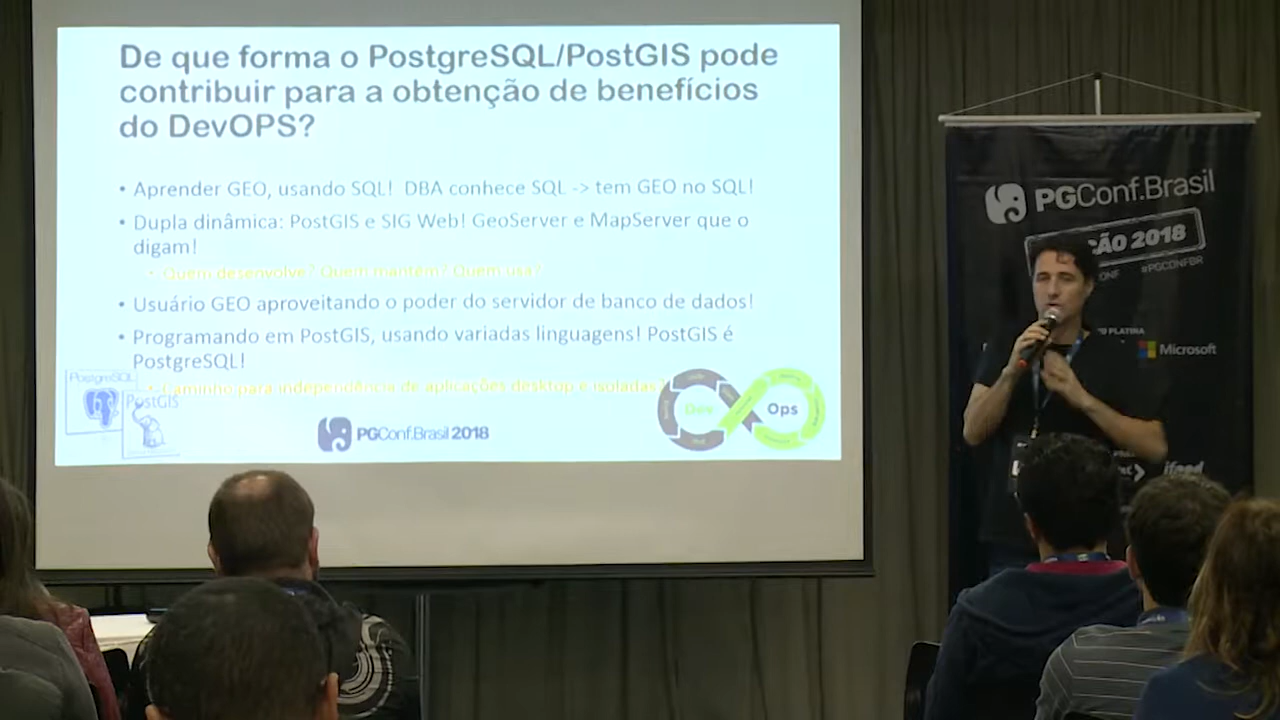 De que forma o PostgreSQL/PostGIS pode
contribuir para a obtenção de benefícios
do DevOPS?
• Aprender GEO, usando SQL! DBA conhece SQL -> tem GEO no SQL!
• Dupla dinâmica: PostGIS e SIG Web! GeoServer e MapServer que o
digam!
• Quem desenvolve? Quem mantém? Quem usa?
• Usuário GEO aproveitando o poder do servidor de banco de dados!
• Programando em PostGIS, usando variadas linguagens! PostGIS é
PostgreSQL!
• Caminho para independência de aplicações desktop e isoladas?
PostgreSQL
PostGIS
PGConf.Brasil 2018
Dev
Ops
PGConf.Brasil
ÇÃO 2018
ONF #PGCONFBR
PLATINA
Microsoft
ifood